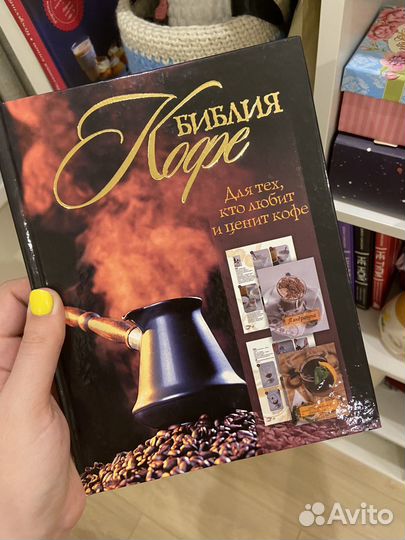 БИБЛИЯ
Кофе
Для тех,
кто любит
и ценит кофе
Avito